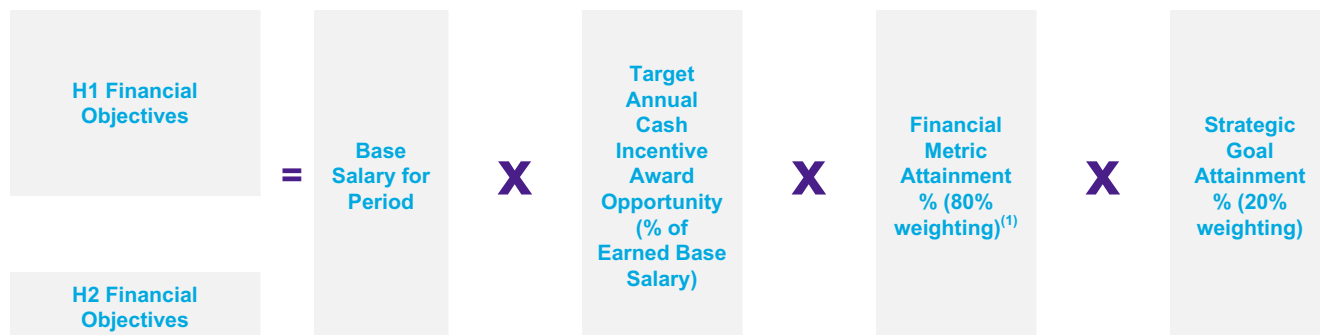 H1 Financial
Objectives
H2 Financial
Objectives
=
Base
Salary for
Period
X
Target
Annual
Cash
Incentive
Award
Opportunity
(% of
Earned Base
Salary)
X
Financial
Metric
Attainment
% (80%
weighting)(1)
X
Strategic
Goal
Attainment
% (20%
weighting)